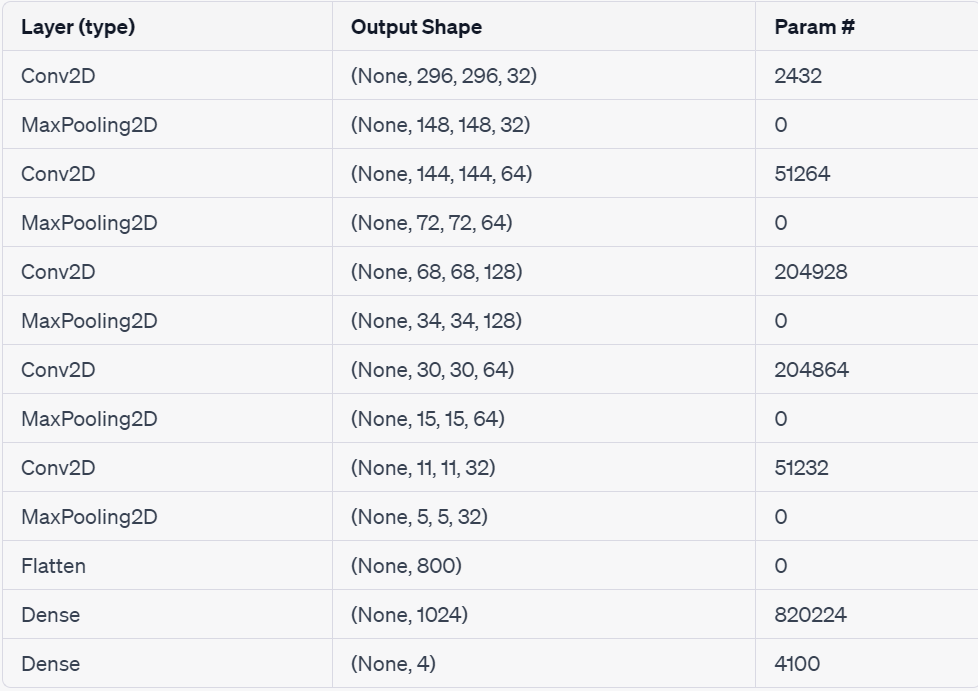 Layer (type) Output Shape Param #
Conv2D (None, 296, 296, 32) 2432
MaxPooling2D (None, 148, 148, 32) 0
Conv2D (None, 144, 144, 64) 51264
MaxPooling2D (None, 72, 72, 64) 0
Conv2D (None, 68, 68, 128) 204928
MaxPooling2D (None, 34, 34, 128) 0
Conv2D (None, 30, 30, 64) 204864
MaxPooling2D (None, 15, 15, 64) 0
Conv2D (None, 11, 11, 32) 51232
MaxPooling2D (None, 5, 5, 32) 0
Flatten (None, 800) 0
Dense (None, 1024) 820224
Dense (None, 4) 4100